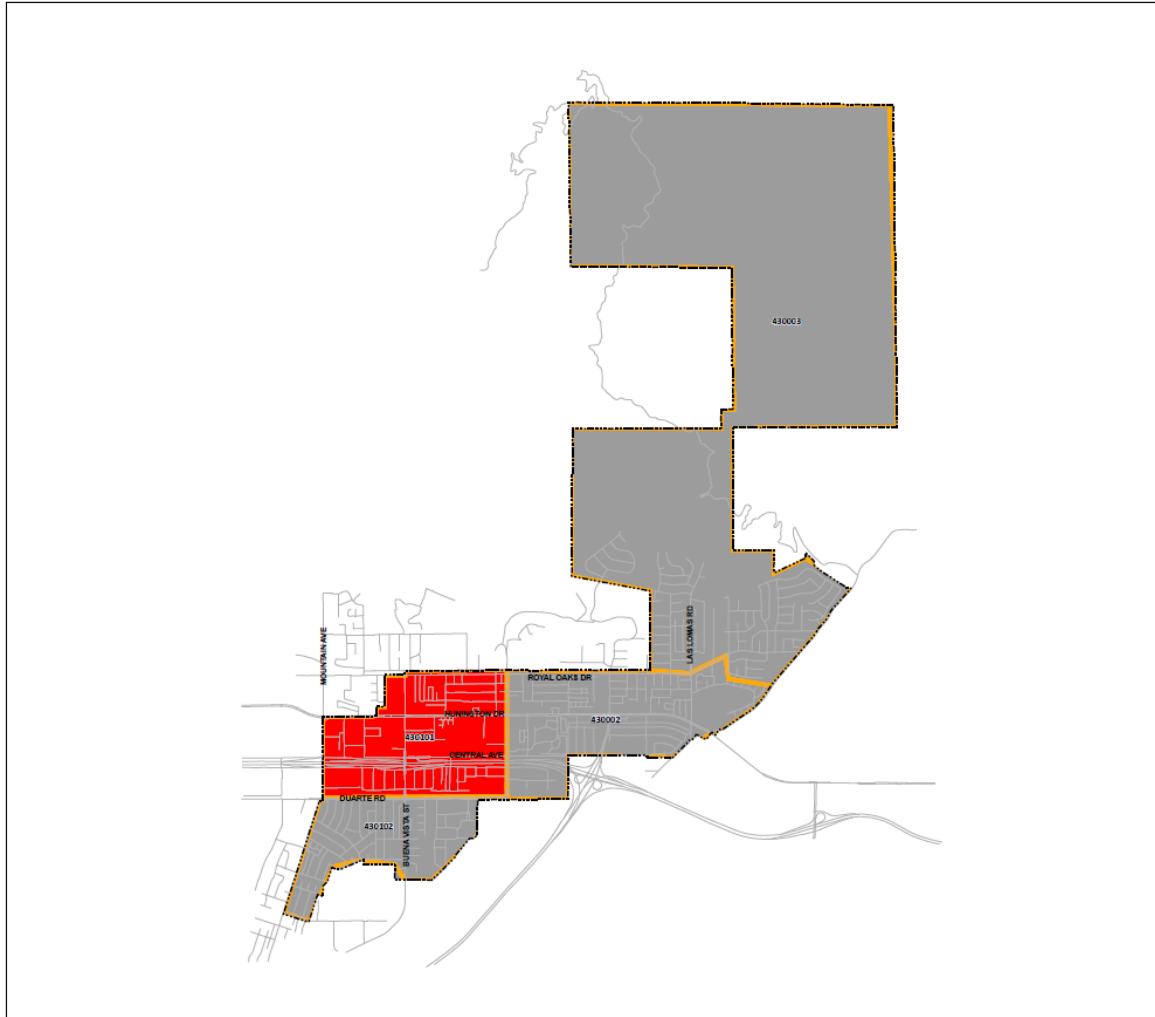 430003
LAS LOMAS RD
MOUNTAIN AVE
ROYAL OAKS DR
HUNINGTON DR
430002
430101
CENTRAL AVE
DUARTE RD
430102
BUENA VISTA ST